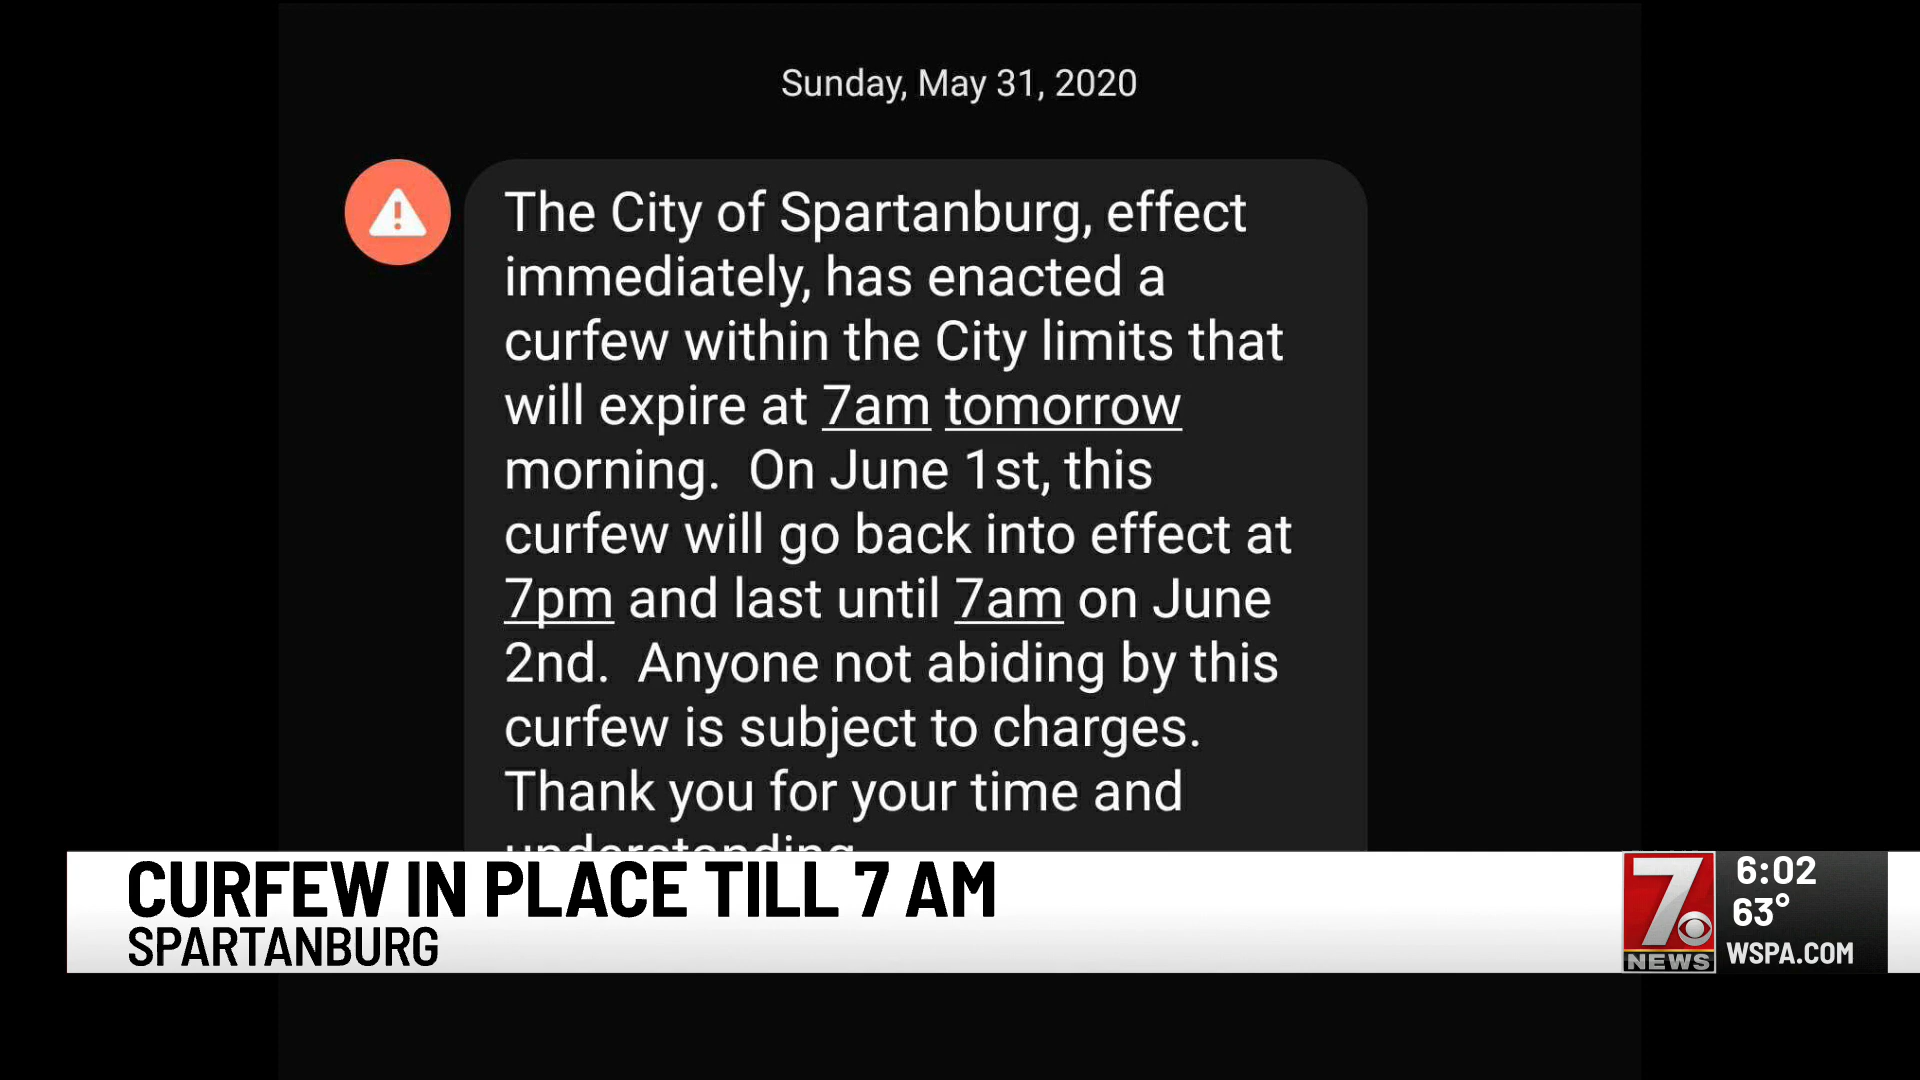 Sunday, May 31, 2020
The City of Spartanburg, effect
immediately, has enacted a
curfew within the City limits that
will expire at 7am tomorrow
morning.  On June 1st, this
curfew will go back into effect at
7pm and last until 7am on June
2nd.  Anyone not abiding by this
curfew is subject to charges.
Thank you for your time and
understanding
CURFEW IN PLACE TILL 7 AM
SPARTANBURG
7
NEWS
6:02
63°
WSPA.COM